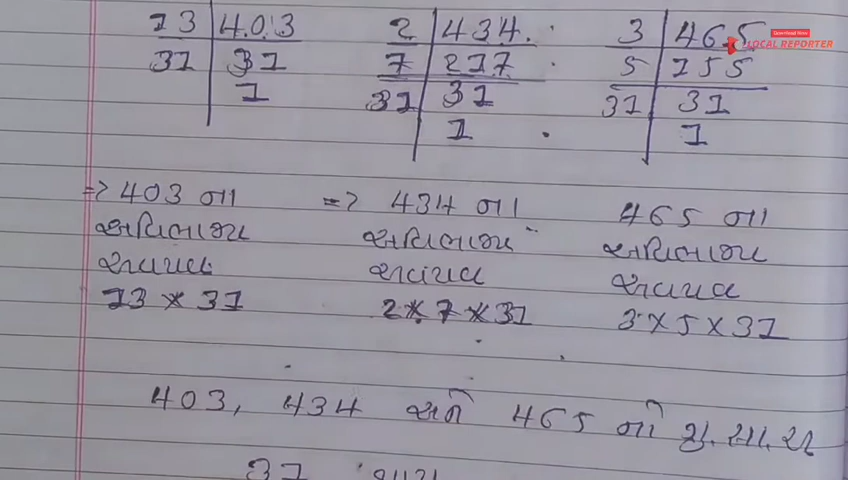 13 | 403
31 | 31
1
2 | 434.
7 | 217
31 | 31
1
3 | 465
5 | 155
31 | 31
1
Download Now
LOCAL REPORTER
=> 403 ના
અવિભાજ્ય
અવયવ
13 × 31
=> 434 ના
અવિભાજ્ય
અવયવ
2 × 7 × 31
465 ના
અવિભાજ્ય
અવયવ
3 × 5 × 31
403, 434 અને 465 નો ગુ.સા.અ
31